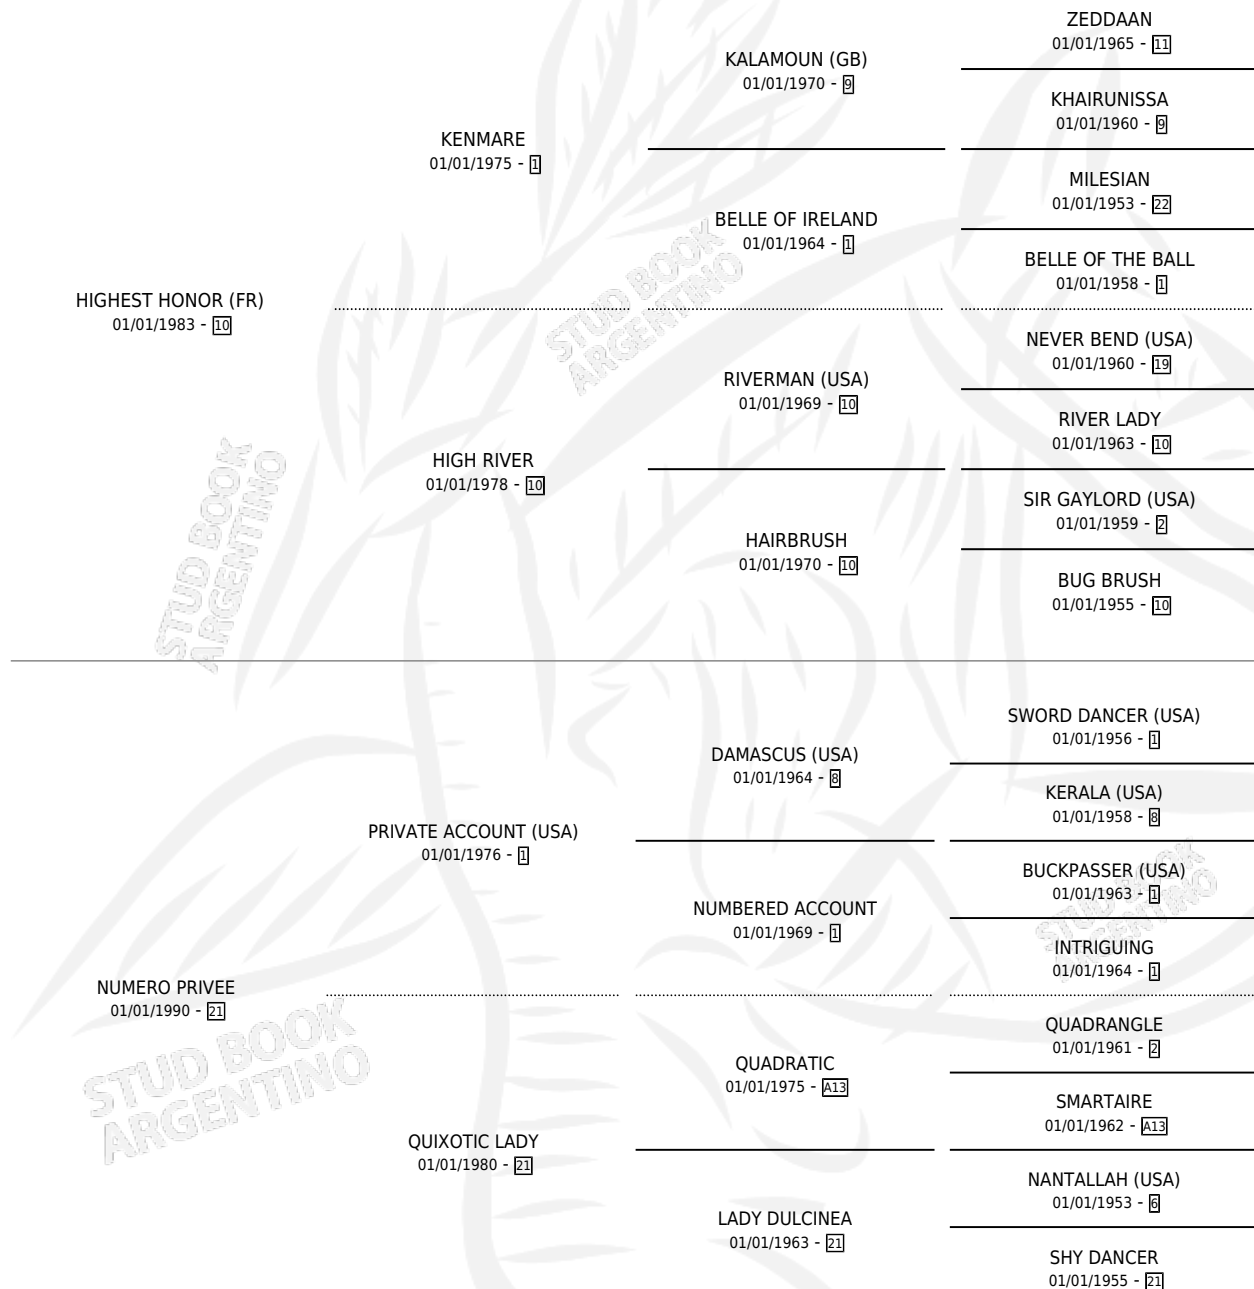 ZEDDAAN
01/01/1965 - 11
KALAMOUN (GB)
01/01/1970 - 9
KHAIRUNISSA
01/01/1960 - 9
KENMARE
01/01/1975 - 1
MILESIAN
01/01/1953 - 22
BELLE OF IRELAND
01/01/1964 - 1
BELLE OF THE BALL
01/01/1958 - 1
HIGHEST HONOR (FR)
01/01/1983 - 10
STUD BOOK
ARGENTINO
NEVER BEND (USA)
01/01/1960 - 19
RIVERMAN (USA)
01/01/1969 - 10
RIVER LADY
01/01/1963 - 10
HIGH RIVER
01/01/1978 - 10
SIR GAYLORD (USA)
01/01/1959 - 2
HAIRBRUSH
01/01/1970 - 10
BUG BRUSH
01/01/1955 - 10
STUD BOOK
ARGENTINO
SWORD DANCER (USA)
01/01/1956 - 1
DAMASCUS (USA)
01/01/1964 - 8
KERALA (USA)
01/01/1958 - 8
PRIVATE ACCOUNT (USA)
01/01/1976 - 1
BUCKPASSER (USA)
01/01/1963 - 1
NUMBERED ACCOUNT
01/01/1969 - 1
STUD BOOK
ARGENTINO
INTRIGUING
01/01/1964 - 1
NUMERO PRIVEE
01/01/1990 - 21
STUD BOOK
ARGENTINO
QUADRANGLE
01/01/1961 - 2
QUADRATIC
01/01/1975 - A13
SMARTAIRE
01/01/1962 - A13
QUIXOTIC LADY
01/01/1980 - 21
NANTALLAH (USA)
01/01/1953 - 6
LADY DULCINEA
01/01/1963 - 21
SHY DANCER
01/01/1955 - 21